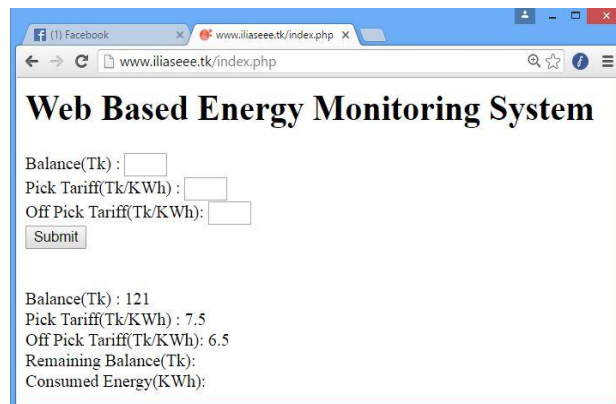 (1) Facebook
www.iliaseee.tk/index.php
www.iliaseee.tk/index.php
Web Based Energy Monitoring System
Balance(Tk) :
Pick Tariff(Tk/KWh) :
Off Pick Tariff(Tk/KWh):
Submit
Balance(Tk) : 121
Pick Tariff(Tk/KWh) : 7.5
Off Pick Tariff(Tk/KWh): 6.5
Remaining Balance(Tk):
Consumed Energy(KWh):